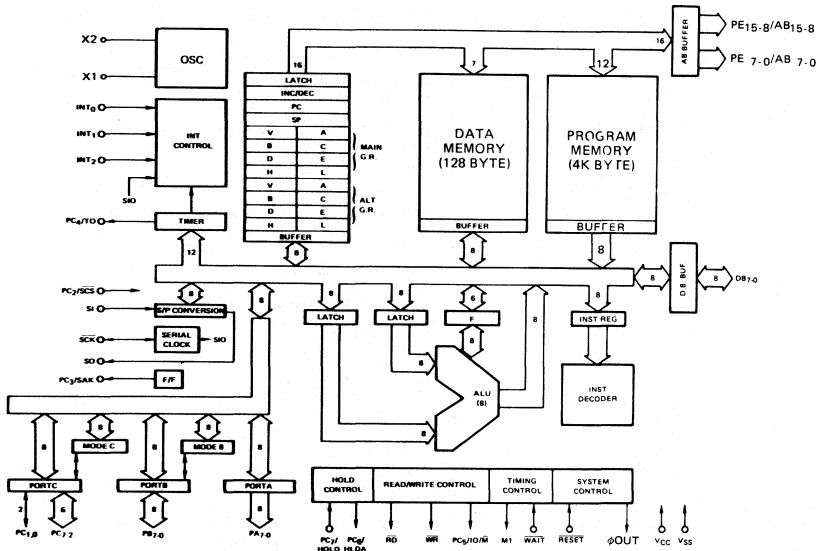 X2
X1
OSC
INT0
INT1
INT2
SIO
INT CONTROL
PC4/TO
TIMER
12
PC2/SCS
8
SI
S/P CONVERSION
SCK
SERIAL CLOCK
SIO
SO
PC3/SAK
F/F
16
LATCH
INC/DEC
PC
SP
V A
B C
D E
H L
MAIN G.R.
V A
B C
D E
H L
ALT G.R.
BUFFER
8
7
DATA MEMORY (128 BYTE)
BUFFER
8
12
PROGRAM MEMORY (4K BYTE)
BUFFER
8
16
AB BUFFER
PE15-8/AB15-8
PE 7-0/AB 7-0
8
DB BUF
8
DB7-0
8
8
8
6
8
8
LATCH
LATCH
F
INST REG
8
8
8
8
ALU (8)
INST DECODER
8
8
8
8
8
MODE C
MODE B
PORTC
PORTB
PORTA
2
6
8
8
PC1,0
PC7-2
PB7-0
PA7-0
HOLD CONTROL
READ/WRITE CONTROL
TIMING CONTROL
SYSTEM CONTROL
PC7/HOLD
PC6/HLDA
RD
WR
PC5/IO/M
M1
WAIT
RESET
φOUT
VCC
VSS